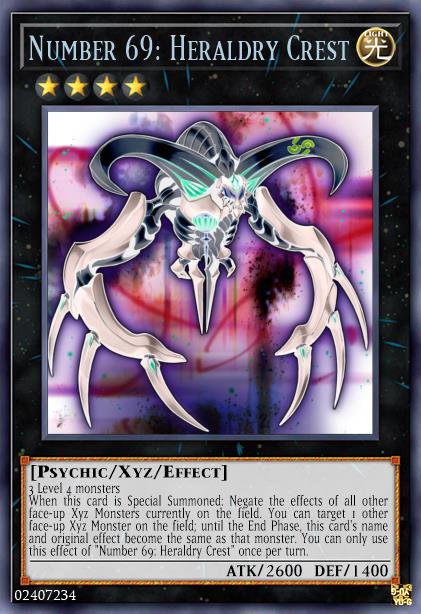 Number 69: Heraldry Crest
LIGHT
光
[Psychic/Xyz/Effect]
3 Level 4 monsters
When this card is Special Summoned: Negate the effects of all other
face-up Xyz Monsters currently on the field. You can target 1 other
face-up Xyz Monster on the field; until the End Phase, this card's name
and original effect become the same as that monster. You can only use
this effect of "Number 69: Heraldry Crest" once per turn.
ATK/2600 DEF/1400
02407234